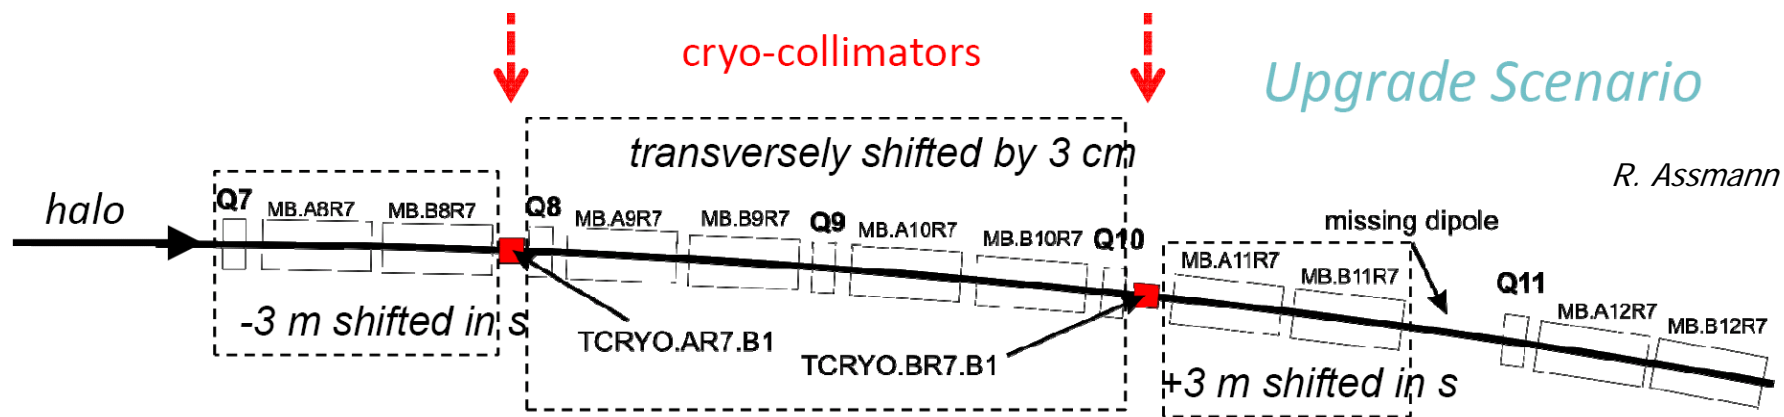 cryo-collimators
Upgrade Scenario
transversely shifted by 3 cm
R. Assmann
halo
Q7
MB.A8R7
MB.B8R7
Q8
MB.A9R7
MB.B9R7
Q9
MB.A10R7
MB.B10R7
Q10
MB.A11R7
MB.B11R7
missing dipole
Q11
MB.A12R7
MB.B12R7
-3 m shifted in s
TCRYO.AR7.B1
TCRYO.BR7.B1
+3 m shifted in s